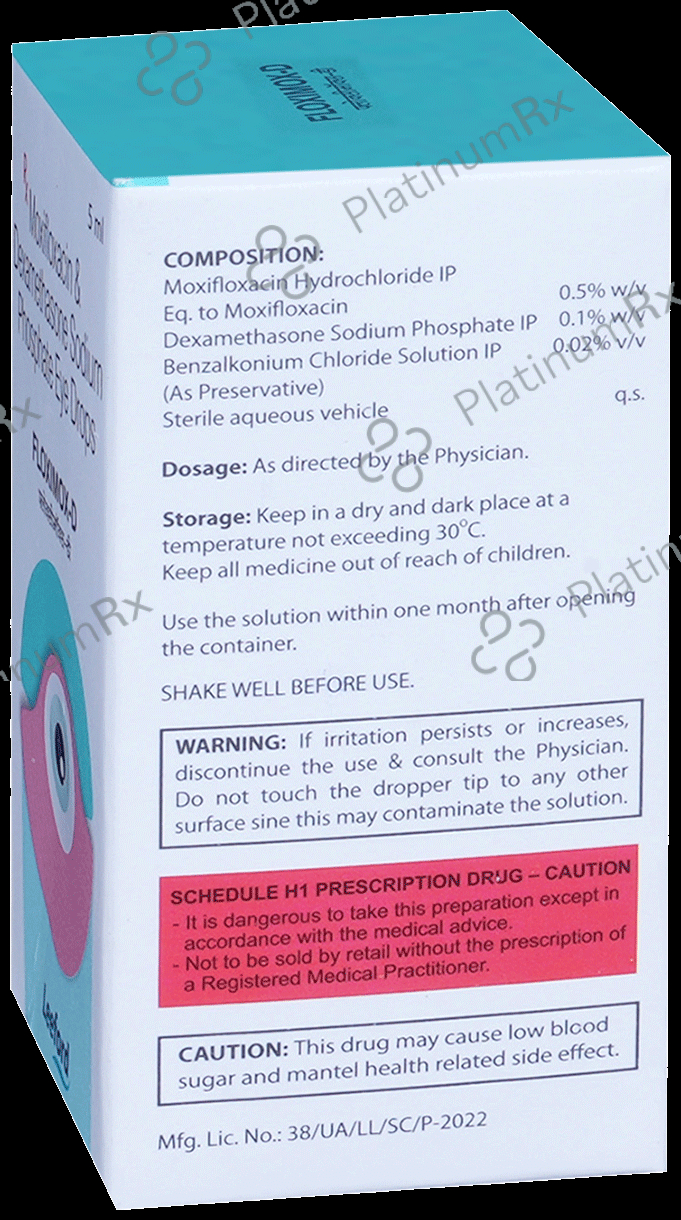 FLOXIMOX-D
फ्लोक्सीमोक्स-डी
5 ml
Rx Moxifloxacin &
Dexamethasone Sodium
Phosphate Eye Drops
FLOXIMOX-D
फ्लोक्सीमोक्स-डी
Leeford
COMPOSITION:
Moxifloxacin Hydrochloride IP
Eq. to Moxifloxacin 0.5% w/v
Dexamethasone Sodium Phosphate IP 0.1% w/v
Benzalkonium Chloride Solution IP 0.02% v/v
(As Preservative)
Sterile aqueous vehicle q.s.
Dosage: As directed by the Physician.
Storage: Keep in a dry and dark place at a
temperature not exceeding 30°C.
Keep all medicine out of reach of children.
Use the solution within one month after opening
the container.
SHAKE WELL BEFORE USE.
WARNING: If irritation persists or increases,
discontinue the use & consult the Physician.
Do not touch the dropper tip to any other
surface sine this may contaminate the solution.
SCHEDULE H1 PRESCRIPTION DRUG – CAUTION
- It is dangerous to take this preparation except in
accordance with the medical advice.
- Not to be sold by retail without the prescription of
a Registered Medical Practitioner.
CAUTION: This drug may cause low blood
sugar and mantel health related side effect.
Mfg. Lic. No.: 38/UA/LL/SC/P-2022
PlatinumRx
PlatinumRx
PlatinumRx
PlatinumRx